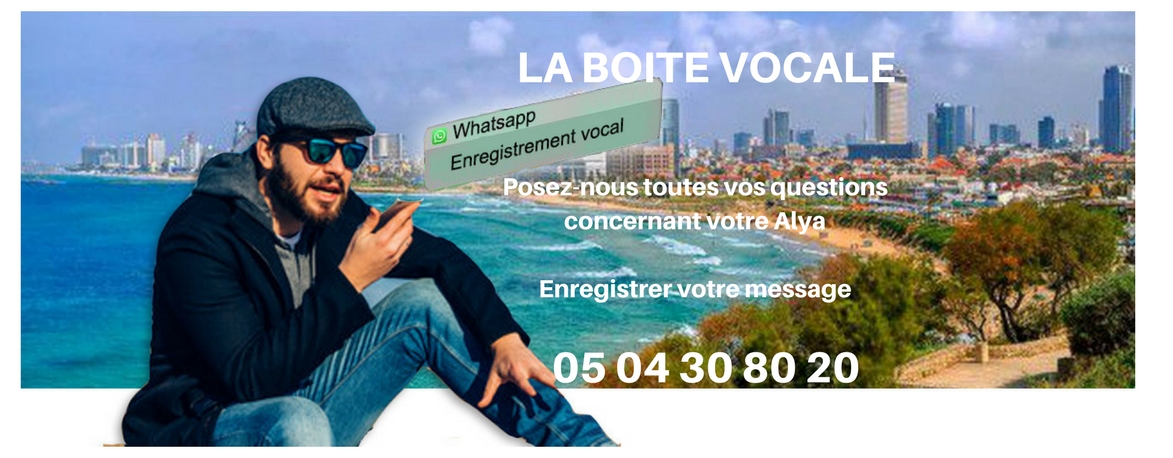 LA BOITE VOCALE
Whatsapp
Enregistrement vocal
Posez-nous toutes vos questions
concernant votre Alya
Enregistrer votre message
05 04 30 80 20